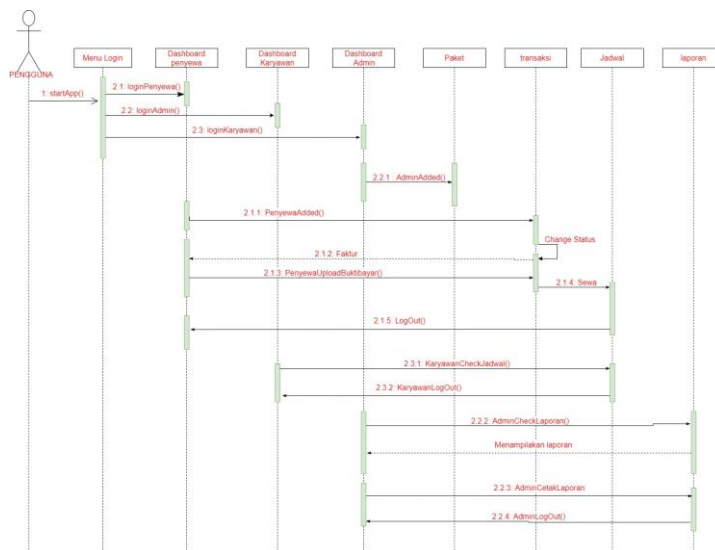 PENGGUNA
Menu Login
Dashboard
penyewa
Dashboard
Karyawan
Dashboard
Admin
Paket
transaksi
Jadwal
laporan
1: startApp()
2.1: loginPenyewa()
2.2: loginAdmin()
2.3: loginKaryawan()
2.2.1 : AdminAdded()
2.1.1: PenyewaAdded()
Change Status
2.1.2: Faktur
2.1.3: PenyewaUploadBuktibayar()
2.1.4: Sewa
2.1.5: LogOut()
2.3.1: KaryawanCheckJadwal()
2.3.2: KaryawanLogOut()
2.2.2: AdminCheckLaporan()
Menampilakan laporan
2.2.3: AdminCetakLaporan
2.2.4: AdminLogOut()